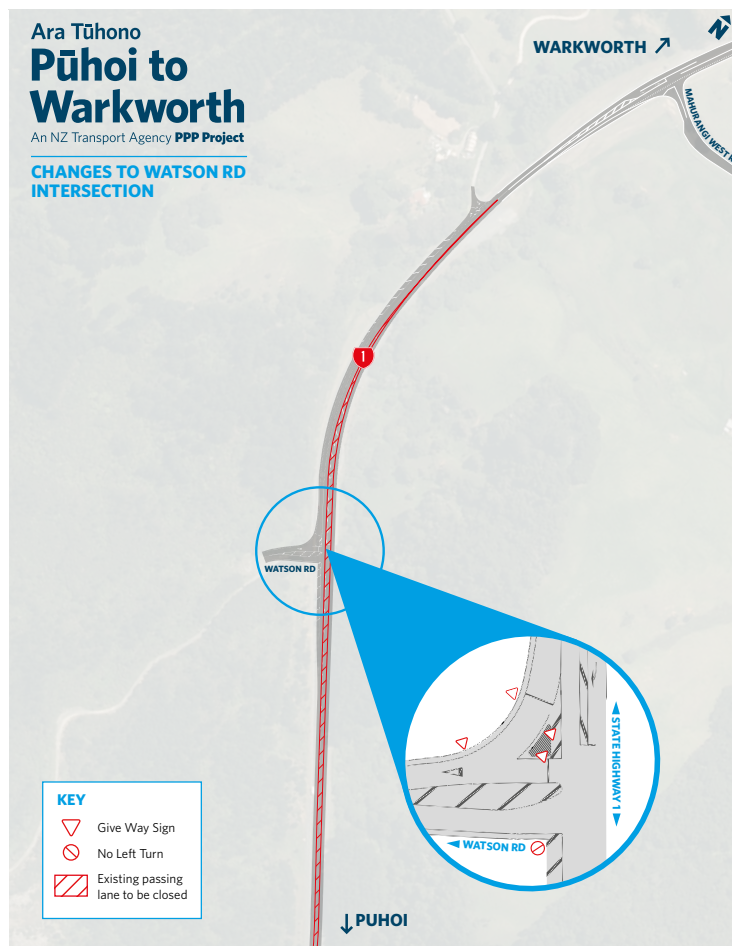 Ara Tūhono
Pūhoi to
Warkworth
An NZ Transport Agency PPP Project
CHANGES TO WATSON RD
INTERSECTION
WARKWORTH
N
MAHURANGI WEST
1
WATSON RD
STATE HIGHWAY 1
WATSON RD
KEY
Give Way Sign
No Left Turn
Existing passing
lane to be closed
PUHOI